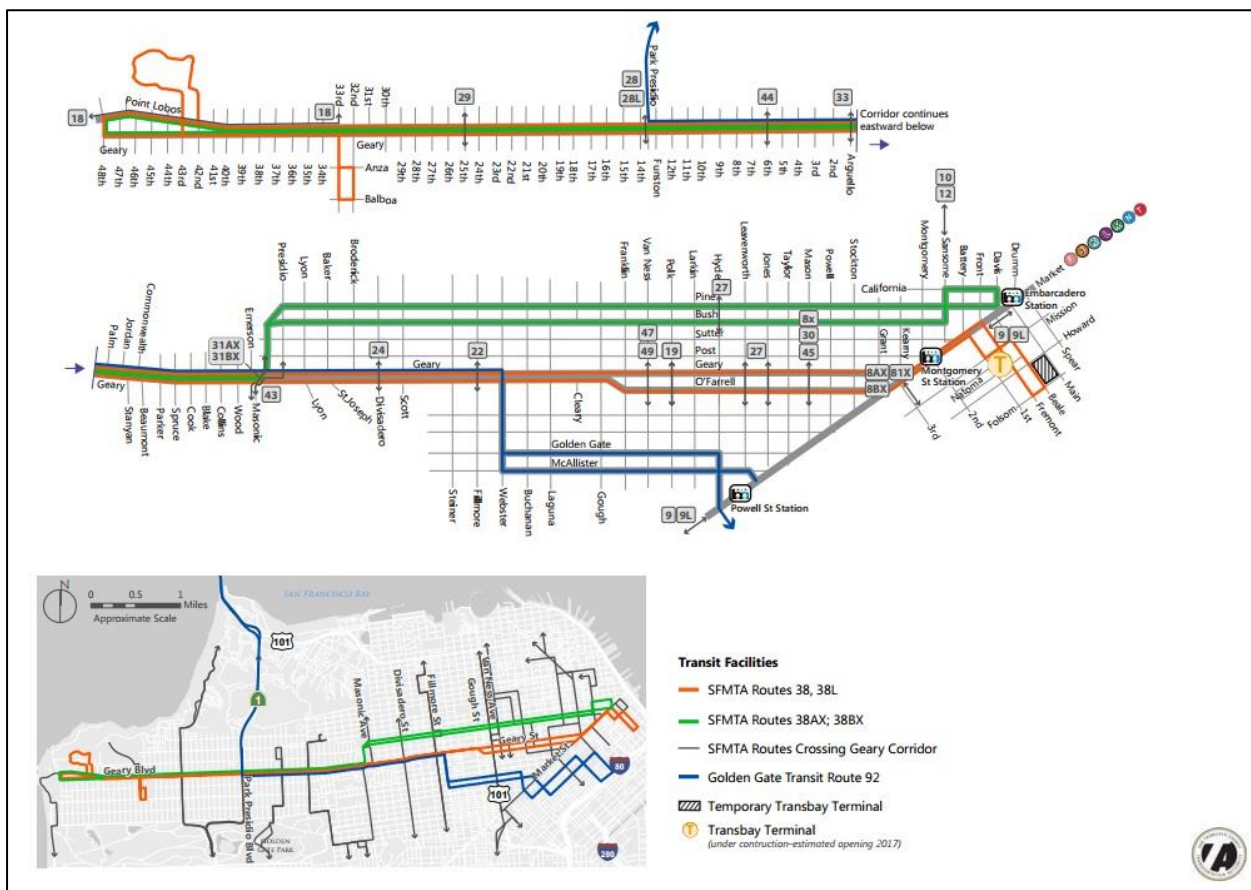 Park Presidio
28
28L
29
44
33
18
33rd
32nd
31st
30th
Point Lobos
18
Corridor continues
eastward below
Geary
Geary
Anza
Balboa
48th
47th
46th
45th
44th
43rd
42nd
41st
40th
39th
38th
37th
36th
35th
34th
29th
28th
27th
26th
25th
24th
23rd
22nd
21st
20th
19th
18th
17th
16th
15th
14th
Funston
12th
11th
10th
9th
8th
7th
6th
5th
4th
3rd
2nd
Arguello
10
12
Palm
Jordan
Commonwealth
Emerson
Presidio
Lyon
Baker
Broderick
Franklin
Van Ness
Polk
Larkin
Hyde
Leavenworth
Jones
Taylor
Mason
Powell
Stockton
Montgomery
Sansome
Battery
Front
Davis
Drumm
Market
California
Embarcadero
Station
Pine
27
Bush
Sutter
Post
Geary
O'Farrell
47
49
19
27
8x
30
45
Grant
Kearny
8AX
81X
8BX
Montgomery
St Station
Mission
Howard
9
9L
Spear
Main
Beale
Fremont
1st
Folsom
2nd
Natoma
T
3rd
31AX
31BX
24
22
Geary
43
Geary
Stanyan
Beaumont
Parker
Spruce
Cook
Blake
Collins
Wood
Masonic
Lyon
St Joseph
Divisadero
Scott
Cleary
Golden Gate
McAllister
Steiner
Fillmore
Webster
Buchanan
Laguna
Gough
Powell St Station
9
9L
N
0 0.5 1
Miles
Approximate Scale
SAN FRANCISCO BAY
101
1
Masonic Ave
Divisadero St
Fillmore St
Gough St
Van Ness Ave
Geary Blvd
Geary St
Market St
Park Presidio Blvd
GOLDEN
GATE PARK
101
80
280
Transit Facilities
SFMTA Routes 38, 38L
SFMTA Routes 38AX; 38BX
SFMTA Routes Crossing Geary Corridor
Golden Gate Transit Route 92
Temporary Transbay Terminal
T
Transbay Terminal
(under contruction-estimated opening 2017)